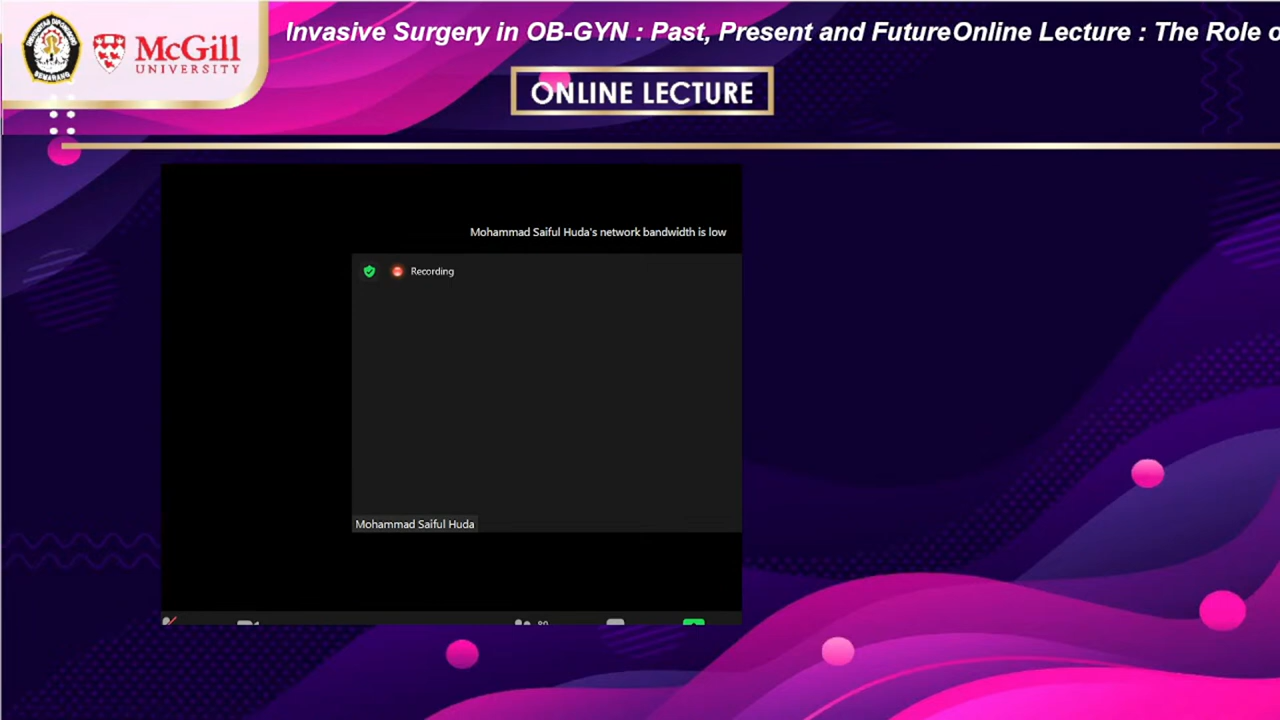 Invasive Surgery in OB-GYN : Past, Present and FutureOnline Lecture : The Role o
McGill
UNIVERSITY
SEMARANG
ONLINE LECTURE
Mohammad Saiful Huda's network bandwidth is low
Recording
Mohammad Saiful Huda